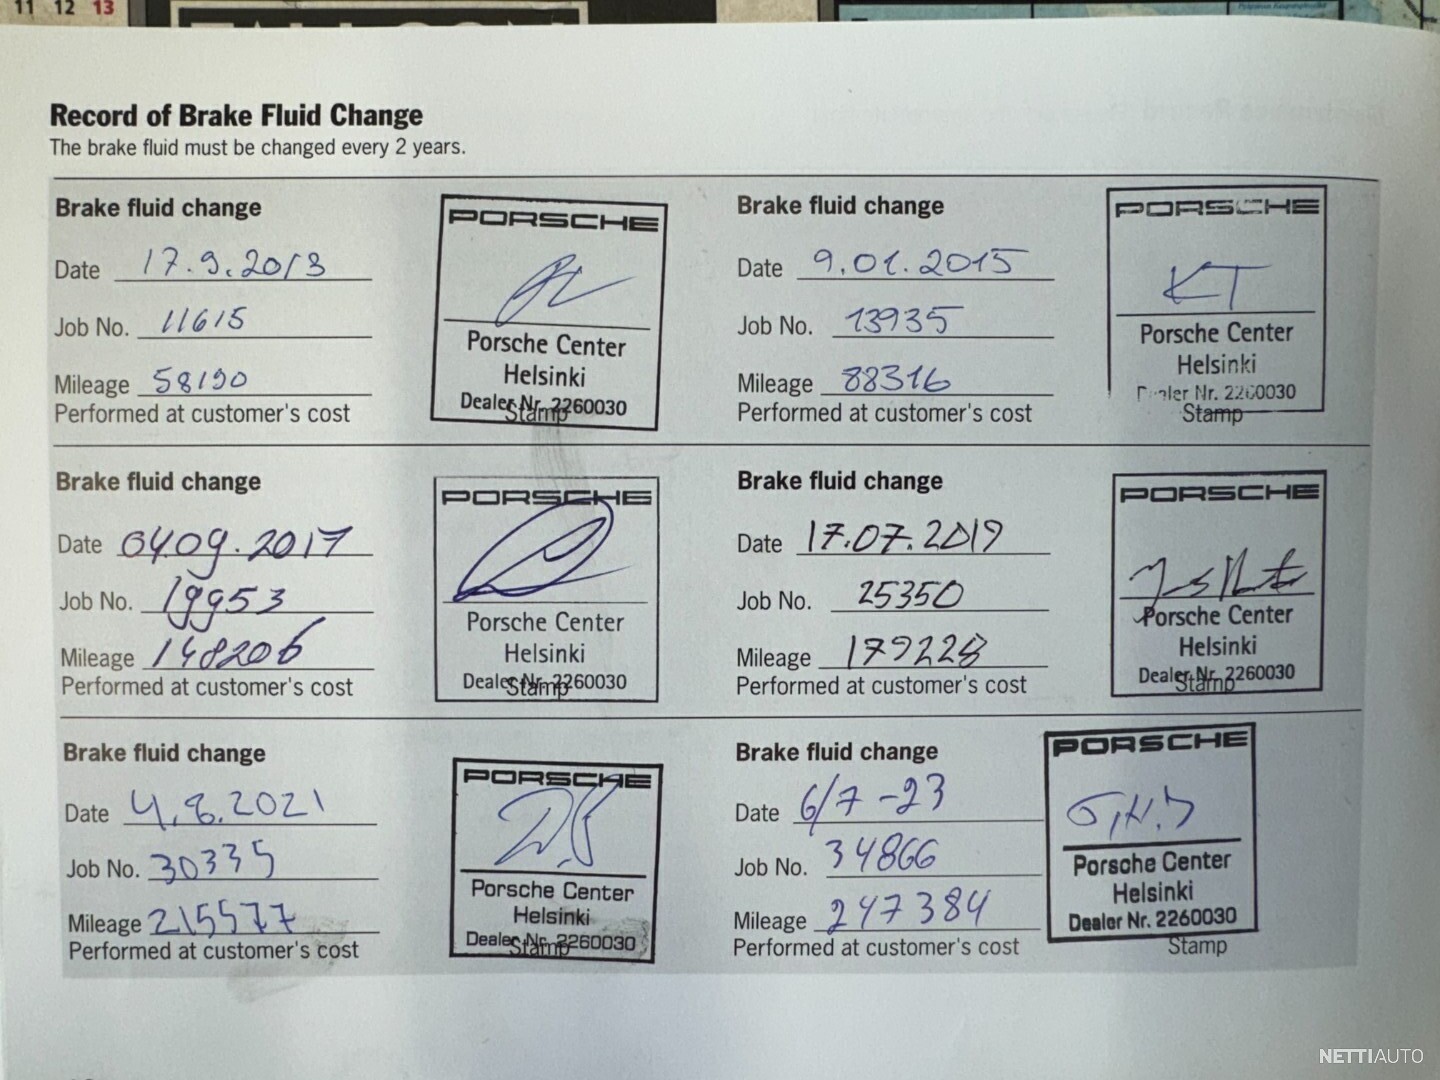 11 12 13
Record of Brake Fluid Change
The brake fluid must be changed every 2 years.
Brake fluid change
Date 17.9.2013
Job No. 11615
Mileage 58190
Performed at customer's cost
PORSCHE
Porsche Center
Helsinki
Dealer Nr. 2260030
Stamp
Brake fluid change
Date 9.01.2015
Job No. 13935
Mileage 88316
Performed at customer's cost
PORSCHE
KT
Porsche Center
Helsinki
Dealer Nr. 2260030
Stamp
Brake fluid change
Date 0409.2017
Job No. 19953
Mileage 148206
Performed at customer's cost
PORSCHE
Porsche Center
Helsinki
Dealer Nr. 2260030
Stamp
Brake fluid change
Date 17.07.2019
Job No. 25350
Mileage 179228
Performed at customer's cost
PORSCHE
Porsche Center
Helsinki
Dealer Nr. 2260030
Stamp
Brake fluid change
Date 4.8.2021
Job No. 30335
Mileage 215577
Performed at customer's cost
PORSCHE
Porsche Center
Helsinki
Dealer Nr. 2260030
Stamp
Brake fluid change
Date 6/7-23
Job No. 34866
Mileage 247384
Performed at customer's cost
PORSCHE
Porsche Center
Helsinki
Dealer Nr. 2260030
Stamp
NETTIAUTO